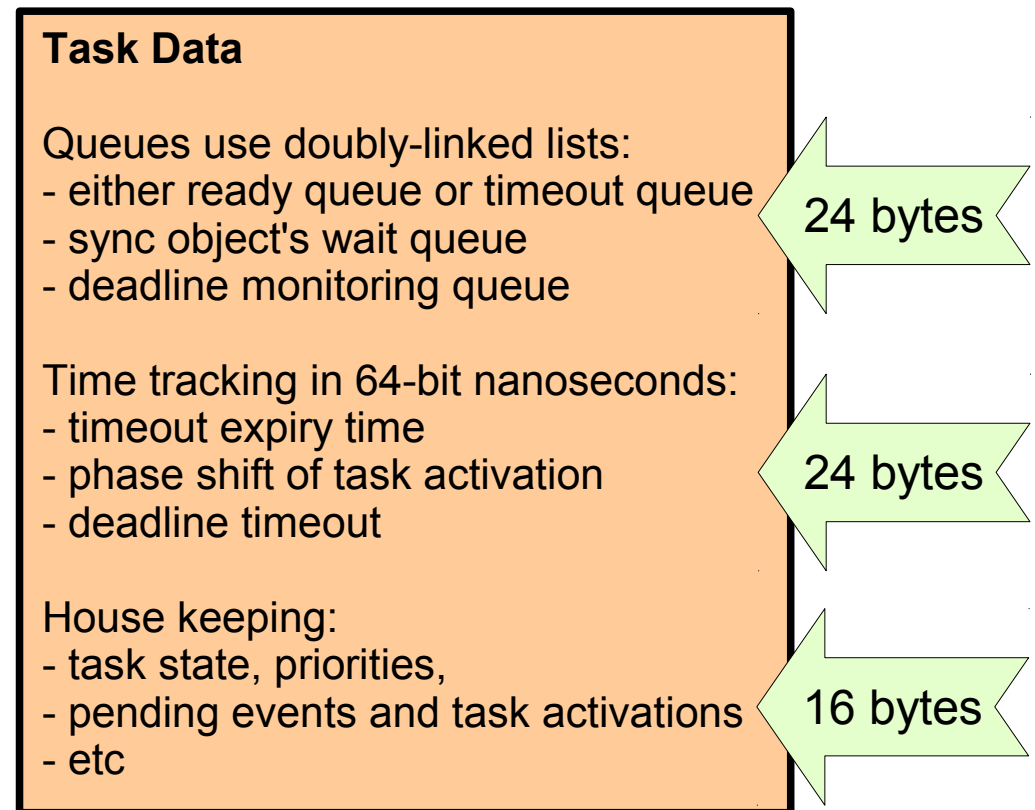 Task Data
Queues use doubly-linked lists:
- either ready queue or timeout queue
- sync object's wait queue
- deadline monitoring queue
24 bytes
Time tracking in 64-bit nanoseconds:
- timeout expiry time
- phase shift of task activation
- deadline timeout
24 bytes
House keeping:
- task state, priorities,
- pending events and task activations
- etc
16 bytes